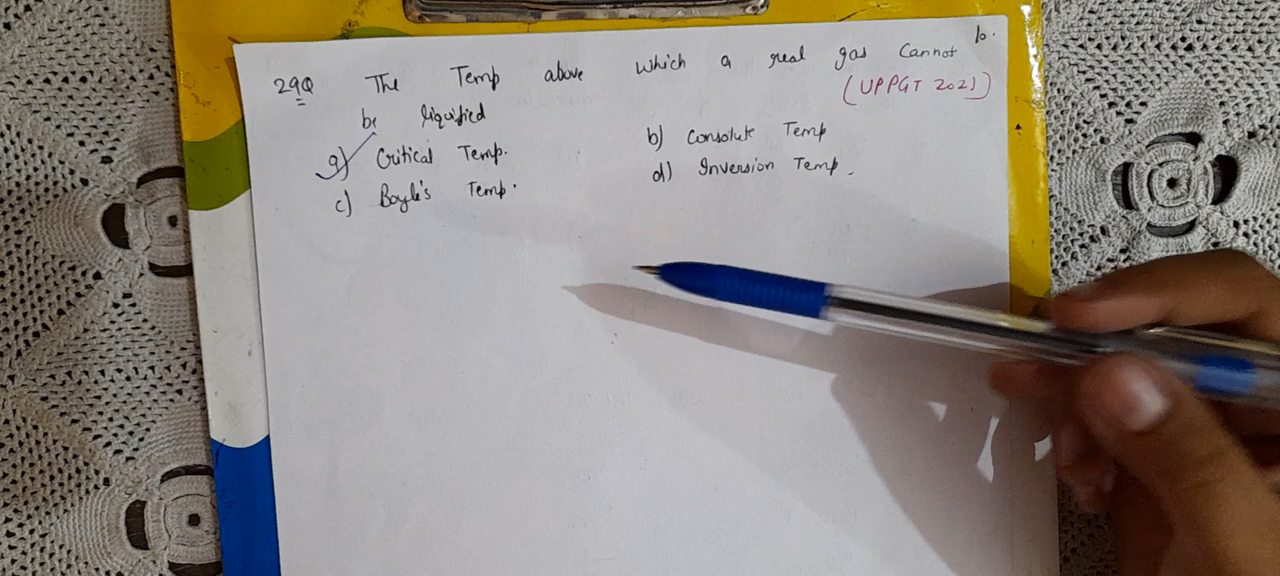 10.
29Q The Temp above which a real gas Cannot
(UPPGT 2021)
be liquified
a) Critical Temp. b) Consolute Temp
c) Boyle's Temp. d) Inversion Temp.